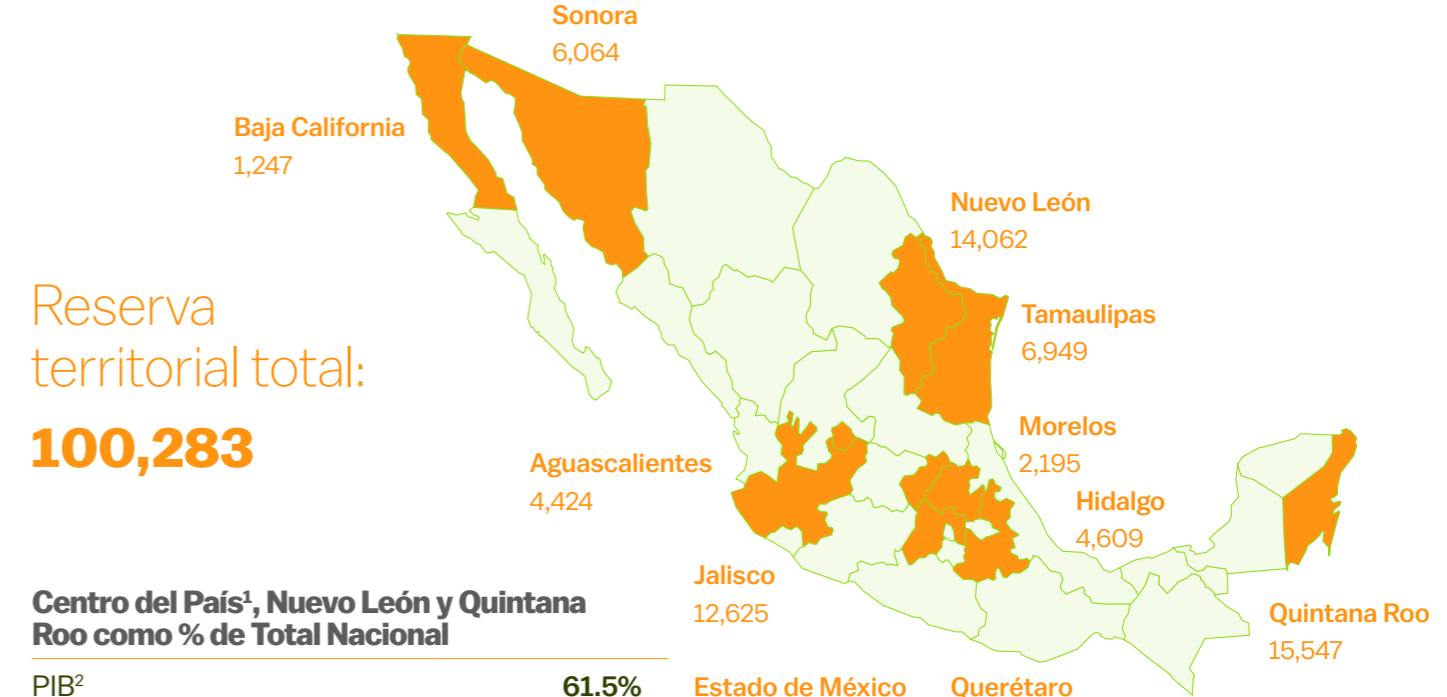 Sonora
6,064
Baja California
1,247
Nuevo León
14,062
Reserva
territorial total:
100,283
Tamaulipas
6,949
Morelos
2,195
Aguascalientes
4,424
Hidalgo
4,609
Jalisco
12,625
Quintana Roo
15,547
Centro del País¹, Nuevo León y Quintana
Roo como % de Total Nacional
PIB² 61.5%
Estado de México
Querétaro